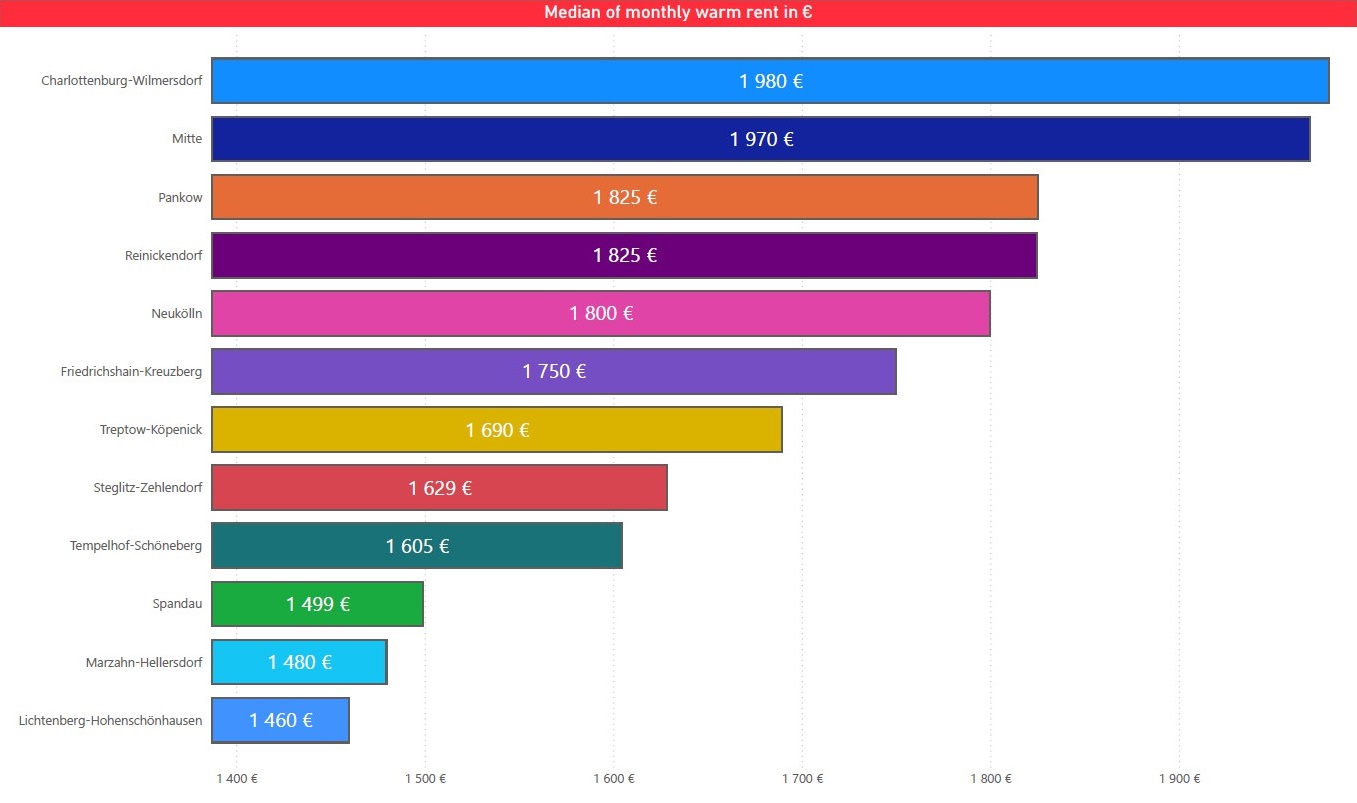 Median of monthly warm rent in €
Charlottenburg-Wilmersdorf 1 980 €
Mitte 1 970 €
Pankow 1 825 €
Reinickendorf 1 825 €
Neukölln 1 800 €
Friedrichshain-Kreuzberg 1 750 €
Treptow-Köpenick 1 690 €
Steglitz-Zehlendorf 1 629 €
Tempelhof-Schöneberg 1 605 €
Spandau 1 499 €
Marzahn-Hellersdorf 1 480 €
Lichtenberg-Hohenschönhausen 1 460 €
1 400 € 1 500 € 1 600 € 1 700 € 1 800 € 1 900 €